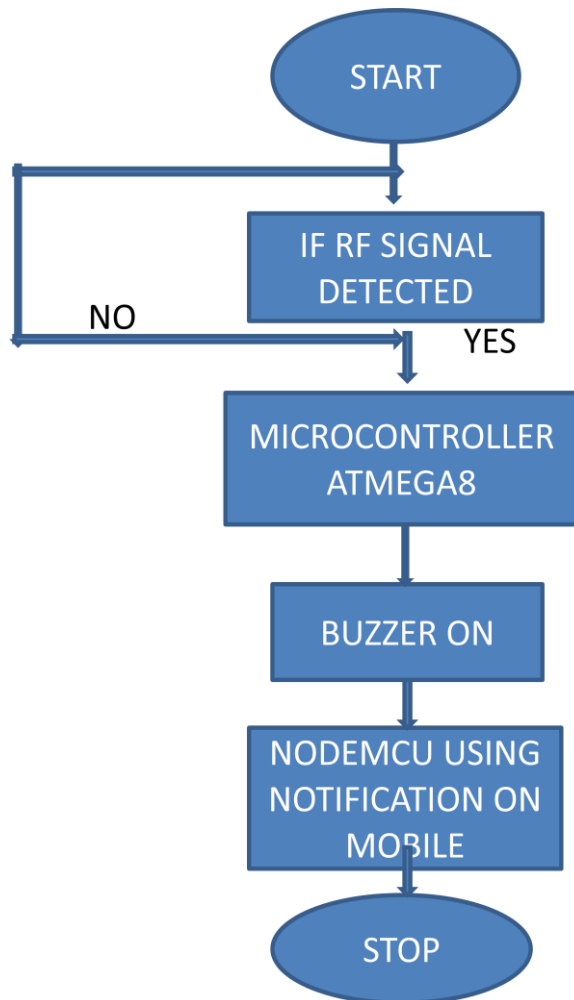 START
IF RF SIGNAL
DETECTED
NO
YES
MICROCONTROLLER
ATMEGA8
BUZZER ON
NODEMCU USING
NOTIFICATION ON
MOBILE
STOP